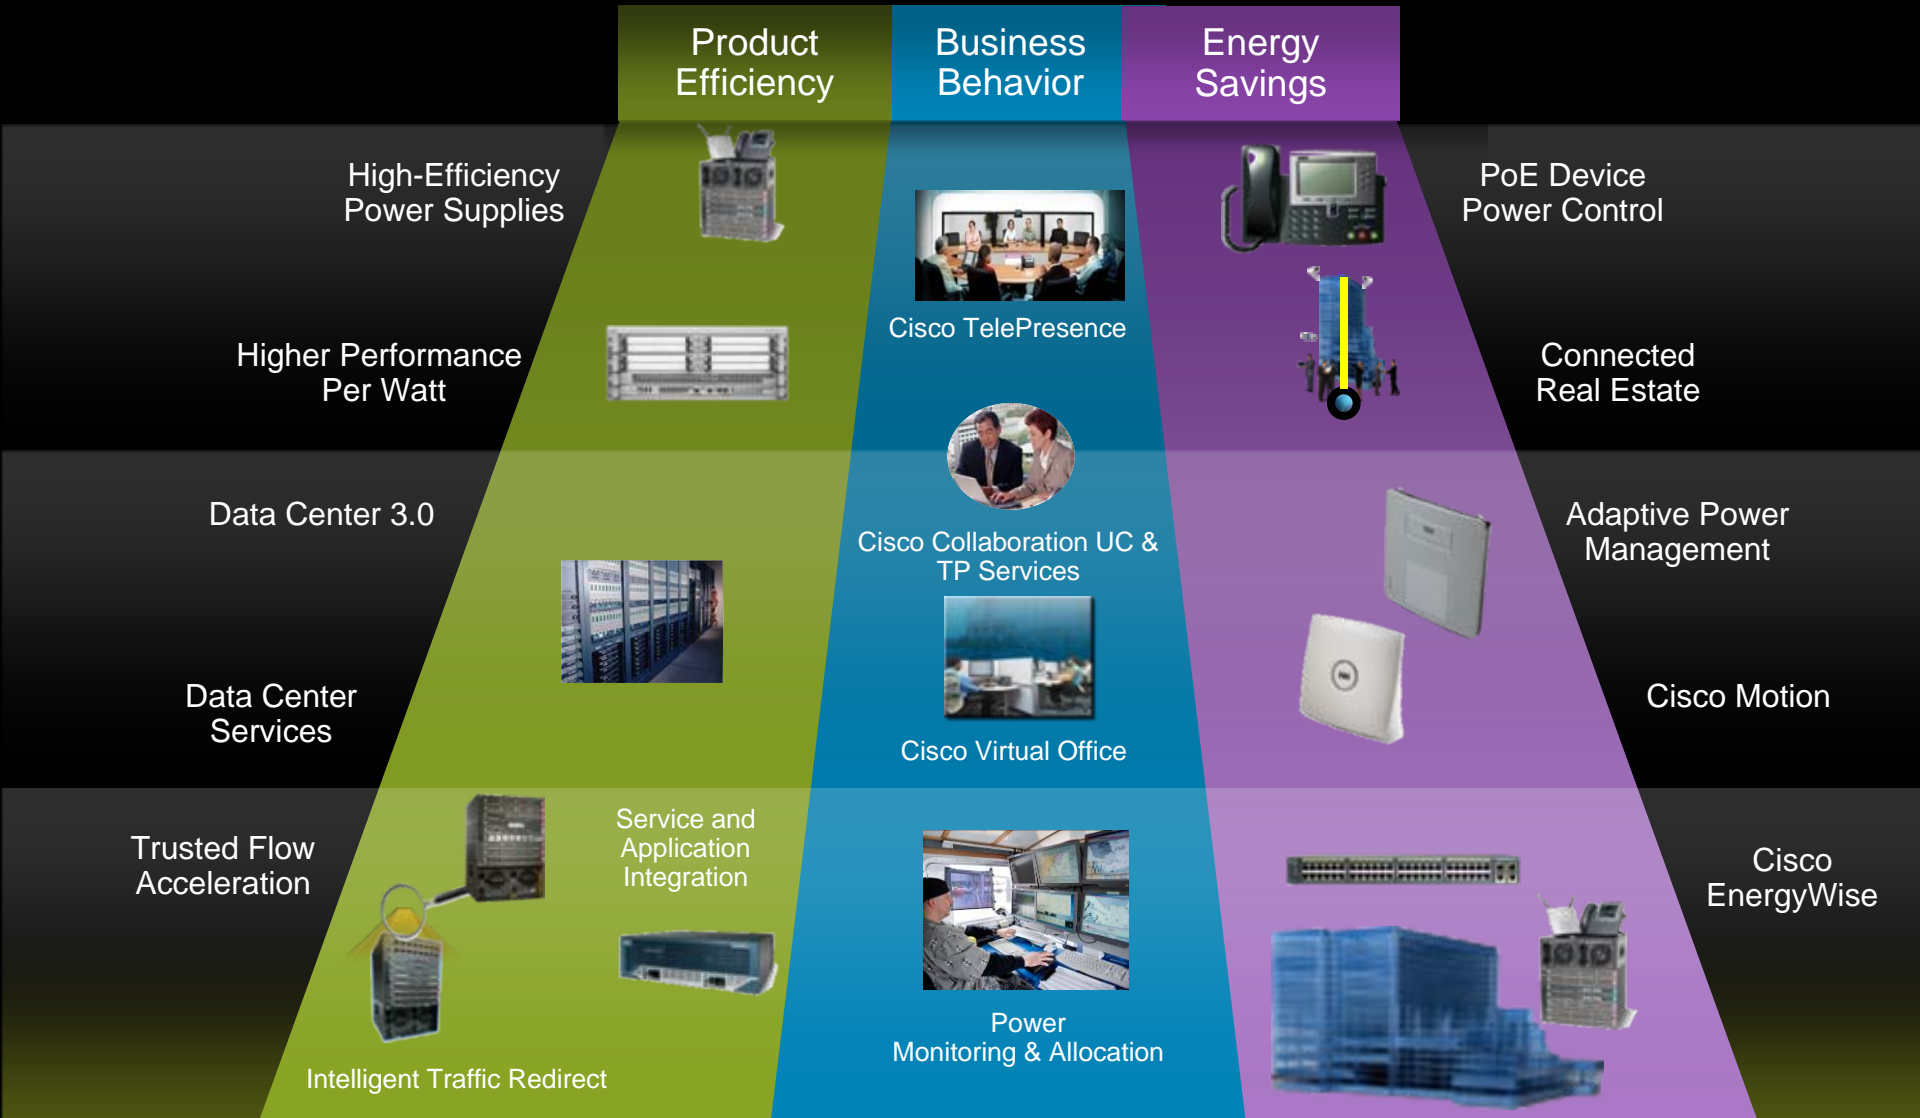 Product
Efficiency
Business
Behavior
Energy
Savings
High-Efficiency
Power Supplies
PoE Device
Power Control
Cisco TelePresence
Higher Performance
Per Watt
Connected
Real Estate
Data Center 3.0
Adaptive Power
Management
Cisco Collaboration UC &
TP Services
Data Center
Services
Cisco Motion
Cisco Virtual Office
Trusted Flow
Acceleration
Service and
Application
Integration
Cisco
EnergyWise
Power
Monitoring & Allocation
Intelligent Traffic Redirect